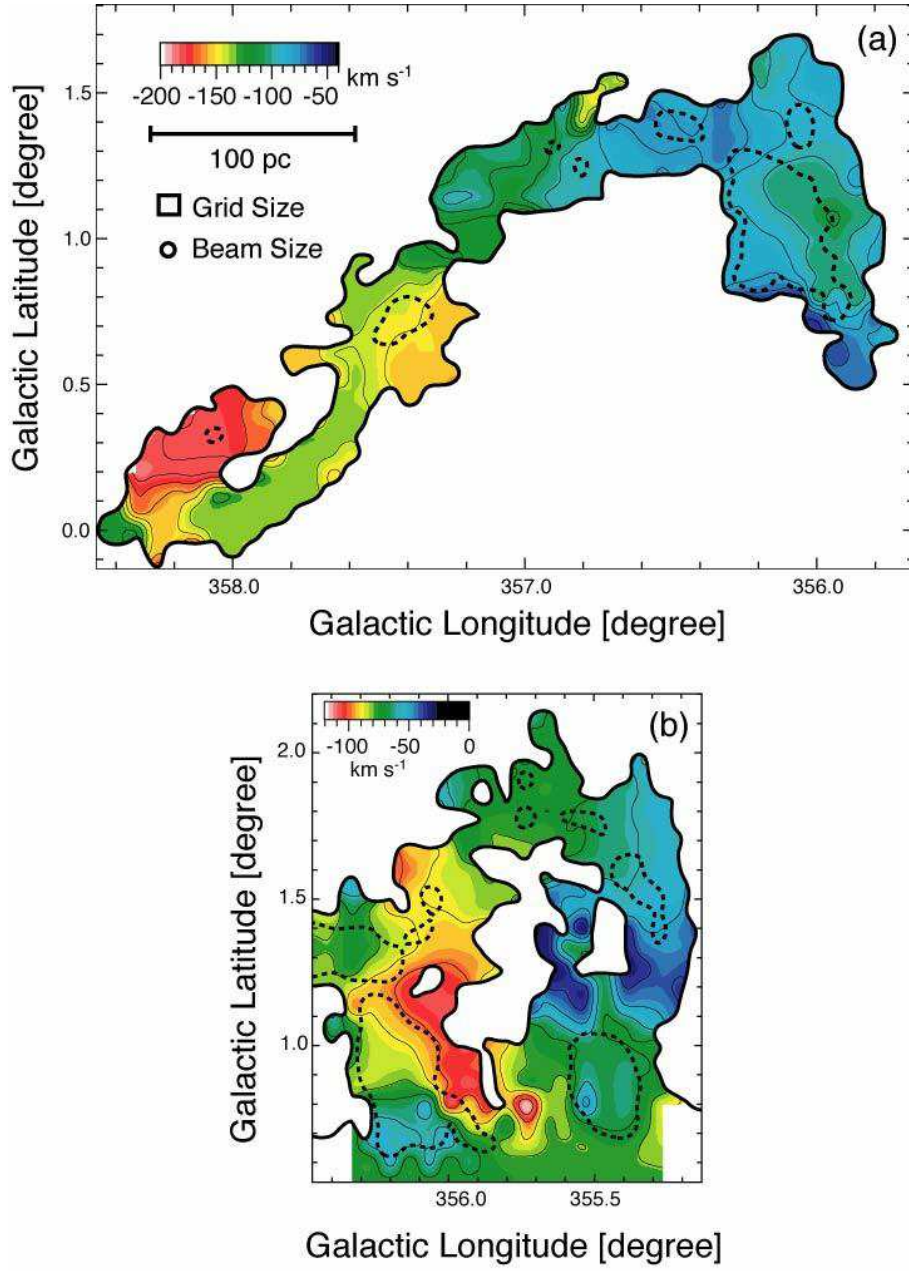 (a)
km s⁻¹
-200 -150 -100 -50
100 pc
Grid Size
Beam Size
1.5
1.0
0.5
0.0
Galactic Latitude [degree]
358.0 357.0 356.0
Galactic Longitude [degree]
(b)
-100 -50 0
km s⁻¹
2.0
1.5
1.0
Galactic Latitude [degree]
356.0 355.5
Galactic Longitude [degree]